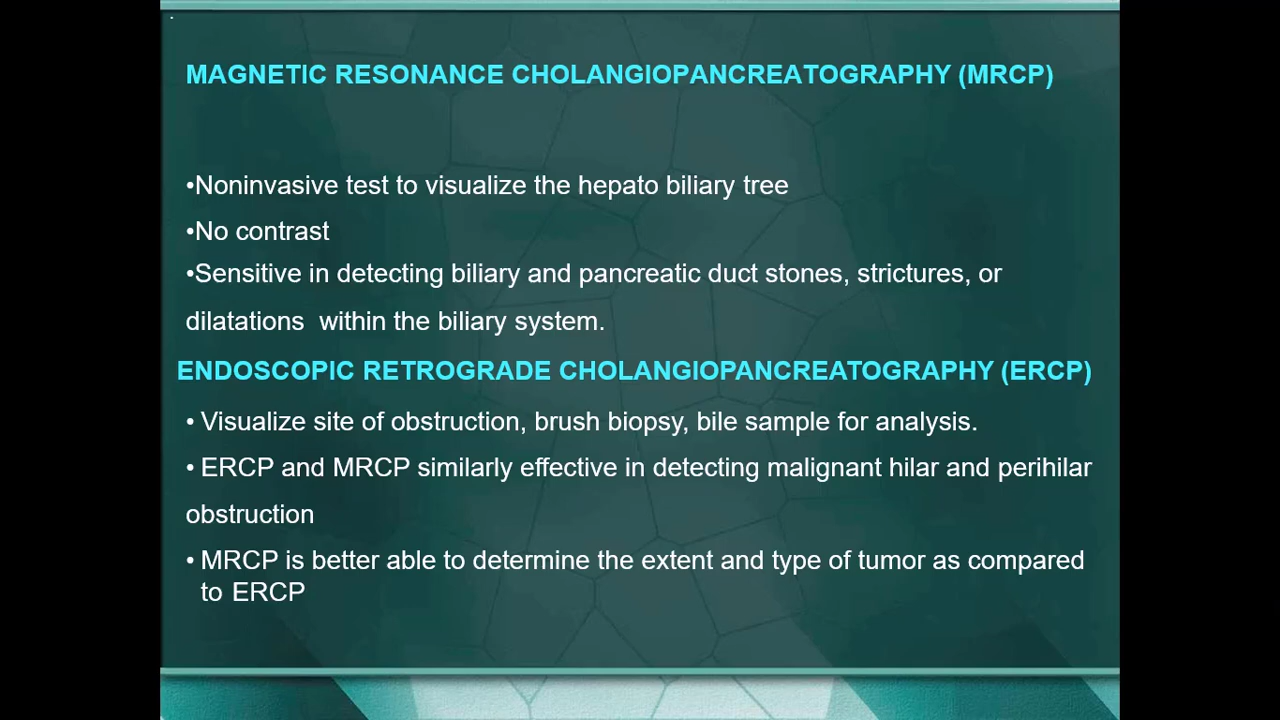 MAGNETIC RESONANCE CHOLANGIOPANCREATOGRAPHY (MRCP)
•Noninvasive test to visualize the hepato biliary tree
•No contrast
•Sensitive in detecting biliary and pancreatic duct stones, strictures, or
dilatations  within the biliary system.
ENDOSCOPIC RETROGRADE CHOLANGIOPANCREATOGRAPHY (ERCP)
• Visualize site of obstruction, brush biopsy, bile sample for analysis.
• ERCP and MRCP similarly effective in detecting malignant hilar and perihilar
obstruction
• MRCP is better able to determine the extent and type of tumor as compared
to ERCP